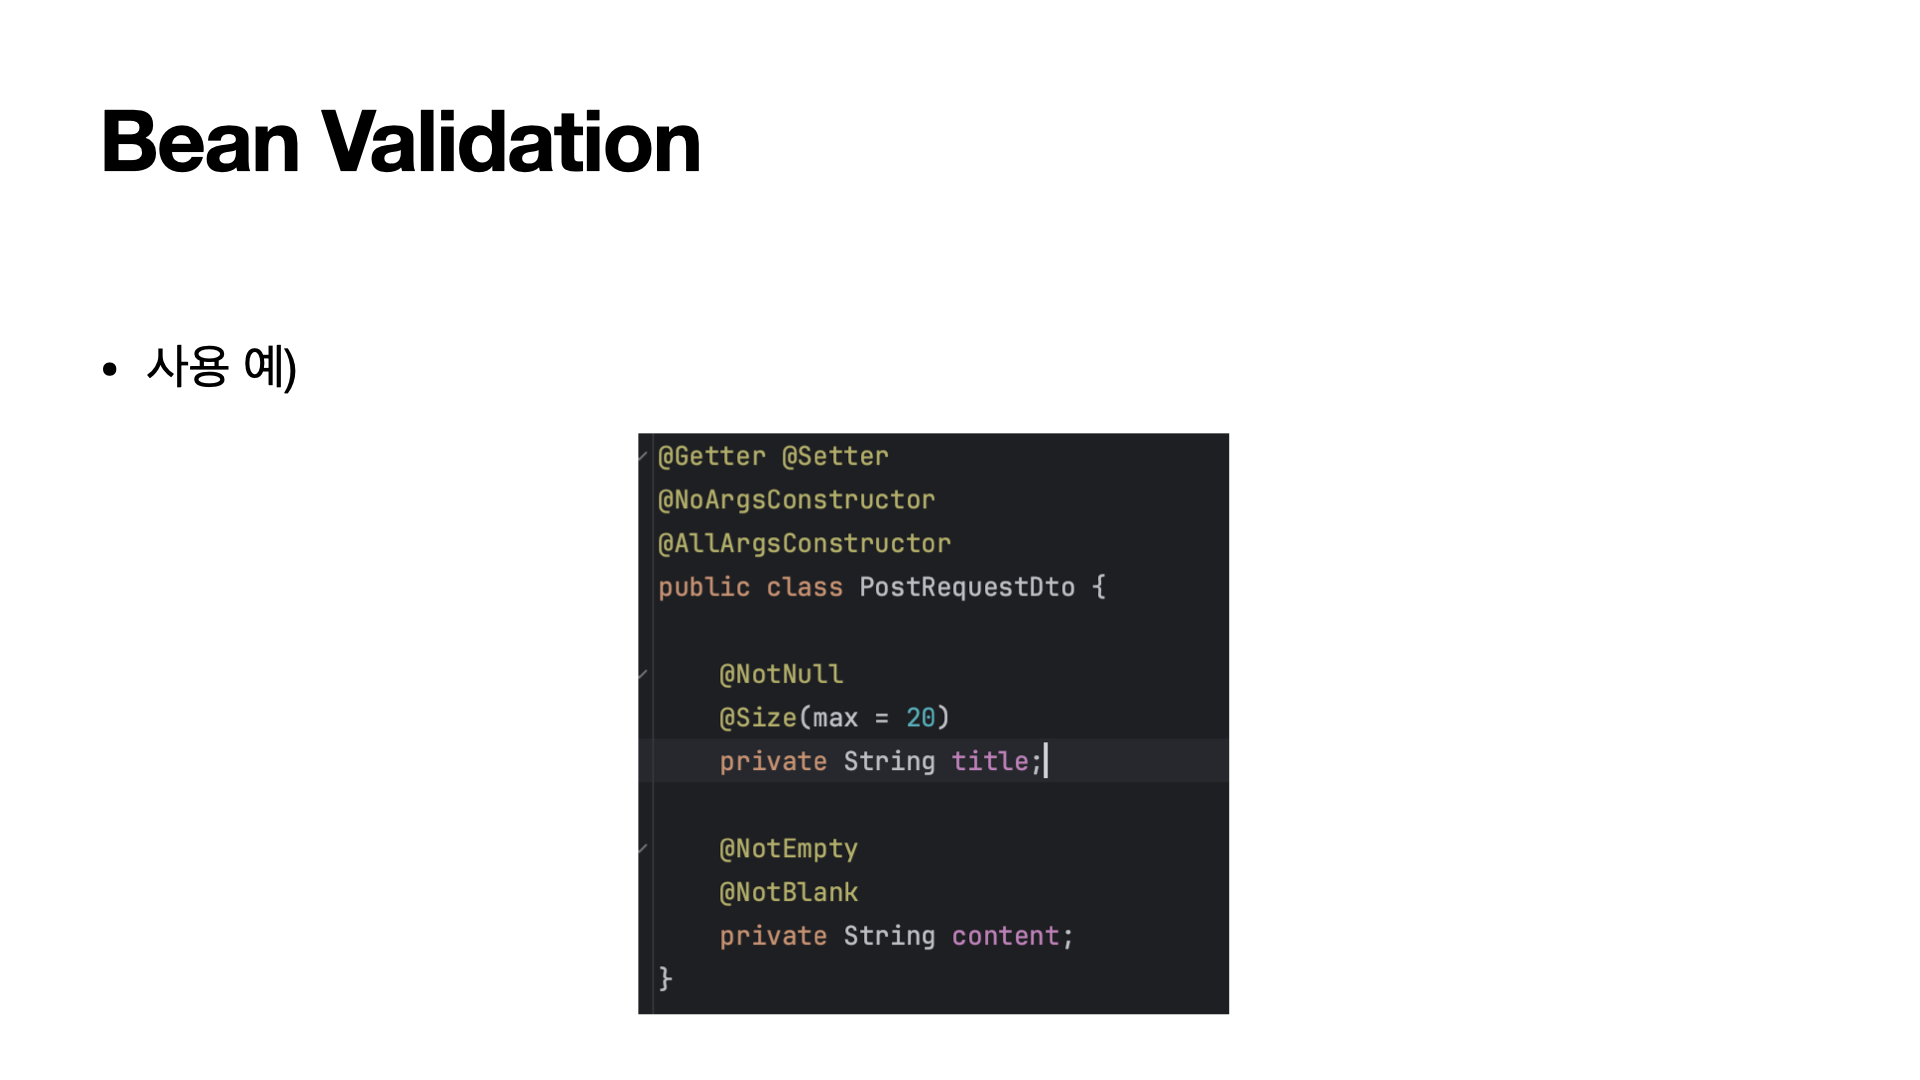 Bean Validation
• 사용 예)
@Getter @Setter
@NoArgsConstructor
@AllArgsConstructor
public class PostRequestDto {
@NotNull
@Size(max = 20)
private String title;
@NotEmpty
@NotBlank
private String content;
}